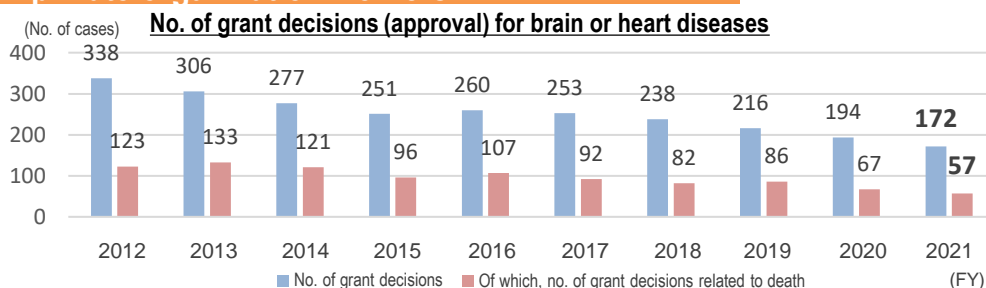 (No. of cases) No. of grant decisions (approval) for brain or heart diseases
400
300
200
100
0
338 306 277 251 260 253 238 216 194 172
123 133 121 96 107 92 82 86 67 57
2012 2013 2014 2015 2016 2017 2018 2019 2020 2021
No. of grant decisions Of which, no. of grant decisions related to death (FY)